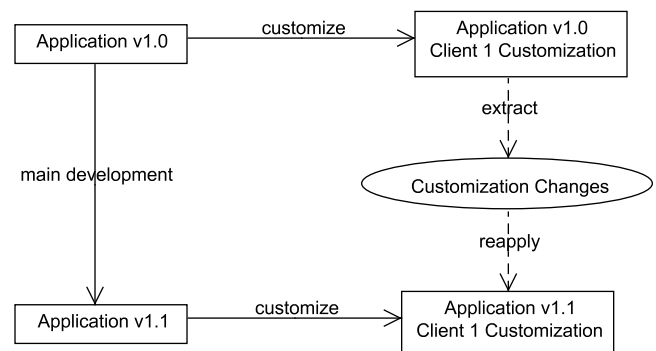 Application v1.0
customize
Application v1.0
Client 1 Customization
extract
main development
Customization Changes
reapply
Application v1.1
customize
Application v1.1
Client 1 Customization